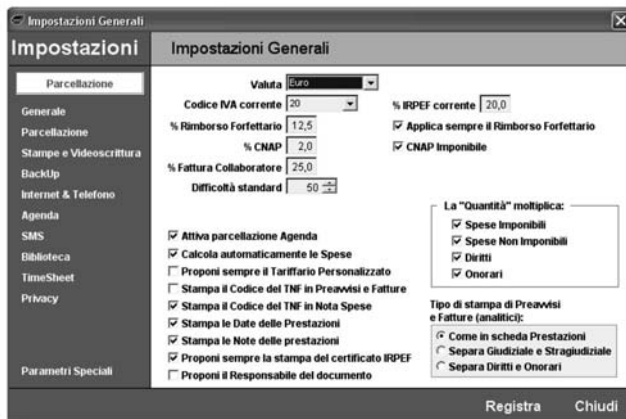 Impostazioni Generali
Impostazioni
Impostazioni Generali
Parcellazione
Generale
Parcellazione
Stampe e Videoscrittura
BackUp
Internet & Telefono
Agenda
SMS
Biblioteca
TimeSheet
Privacy
Parametri Speciali
Valuta Euro
Codice IVA corrente 20
% IRPEF corrente 20,0
% Rimborso Forfettario 12,5
Applica sempre il Rimborso Forfettario
% CNAP 2,0
CNAP Imponibile
% Fattura Collaboratore 25,0
Difficoltà standard 50
Attiva parcellazione Agenda
Calcola automaticamente le Spese
Proponi sempre il Tariffario Personalizzato
Stampa il Codice del TNF in Preavvisi e Fatture
Stampa il Codice del TNF in Nota Spese
Stampa le Date delle Prestazioni
Stampa le Note delle prestazioni
Proponi sempre la stampa del certificato IRPEF
Proponi il Responsabile del documento
La "Quantità" moltiplica:
Spese Imponibili
Spese Non Imponibili
Diritti
Onorari
Tipo di stampa di Preavvisi
e Fatture (analitici):
Come in scheda Prestazioni
Separa Giudiziale e Stragiudiziale
Separa Diritti e Onorari
Registra
Chiudi